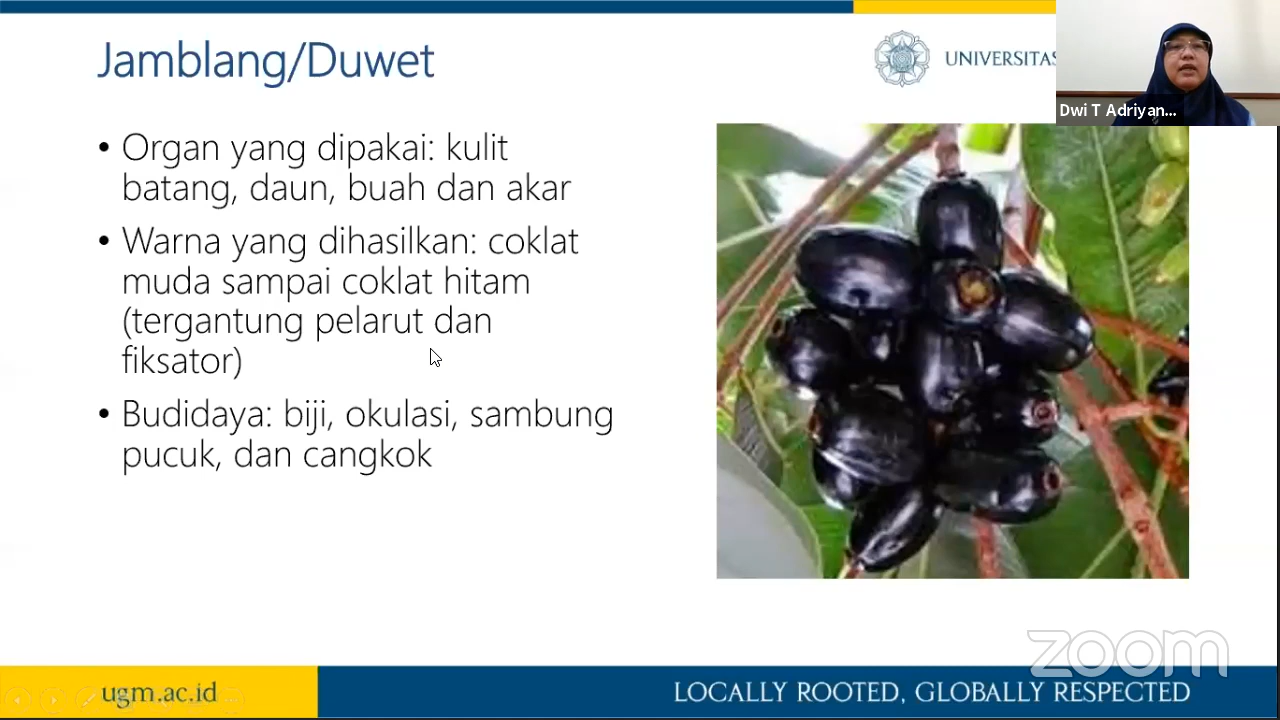 Jamblang/Duwet
UNIVERSITAS
Dwi T Adriyan...
• Organ yang dipakai: kulit
batang, daun, buah dan akar
• Warna yang dihasilkan: coklat
muda sampai coklat hitam
(tergantung pelarut dan
fiksator)
• Budidaya: biji, okulasi, sambung
pucuk, dan cangkok
zoom
ugm.ac.id
LOCALLY ROOTED, GLOBALLY RESPECTED